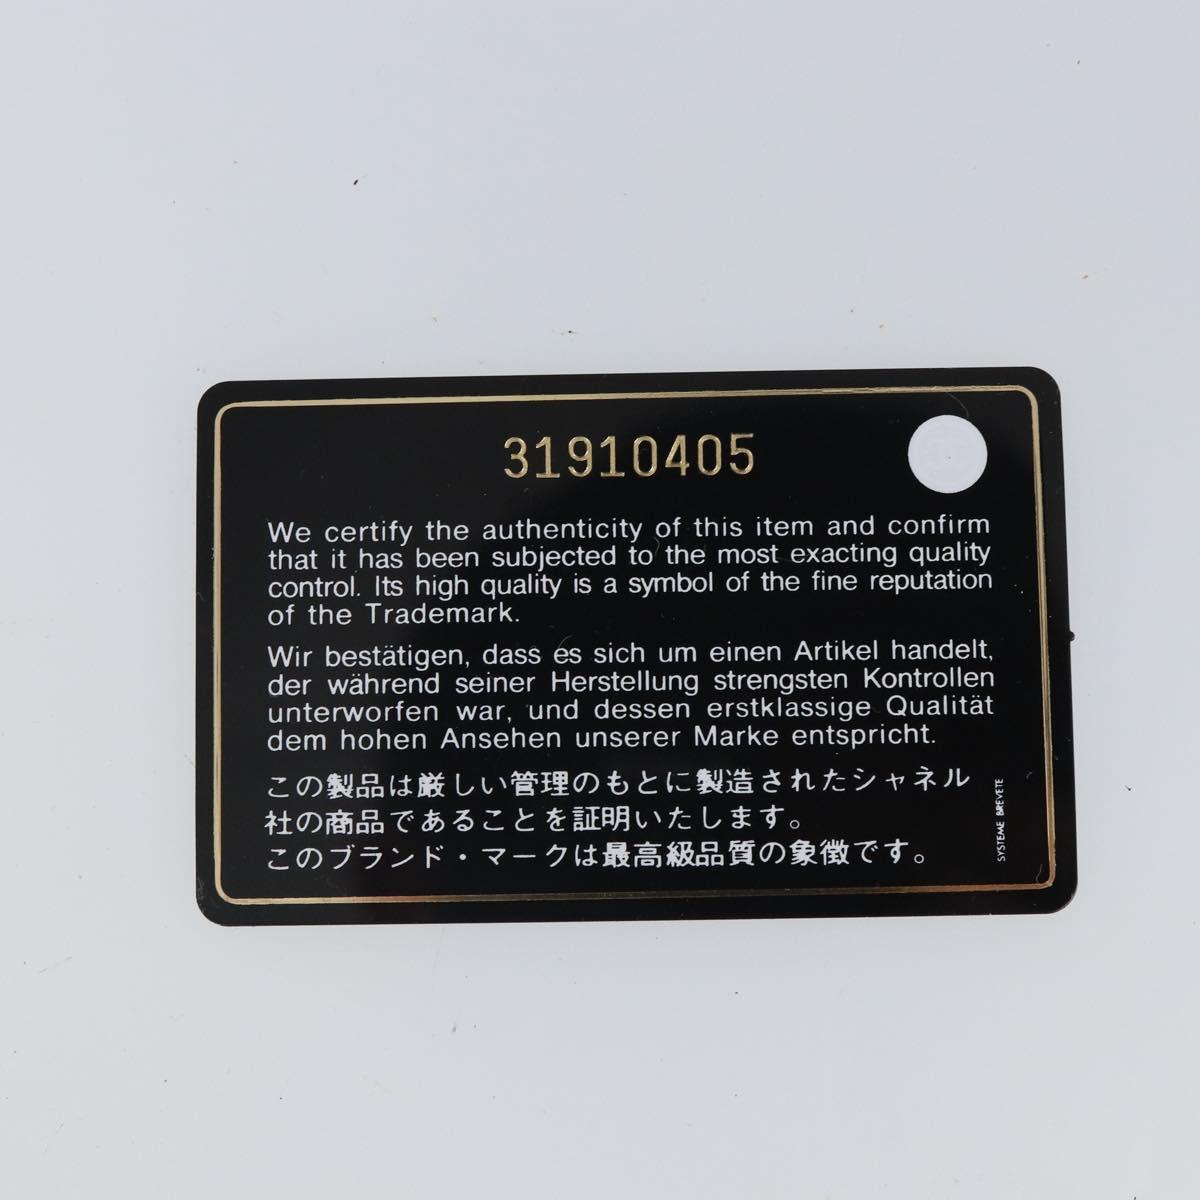 31910405
We certify the authenticity of this item and confirm
that it has been subjected to the most exacting quality
control. Its high quality is a symbol of the fine reputation
of the Trademark.
Wir bestätigen, dass es sich um einen Artikel handelt,
der während seiner Herstellung strengsten Kontrollen
unterworfen war, und dessen erstklassige Qualität
dem hohen Ansehen unserer Marke entspricht.
この製品は厳しい管理のもとに製造されたシャネル
社の商品であることを証明いたします。
このブランド・マークは最高級品質の象徴です。
SYSTEME BREVETE